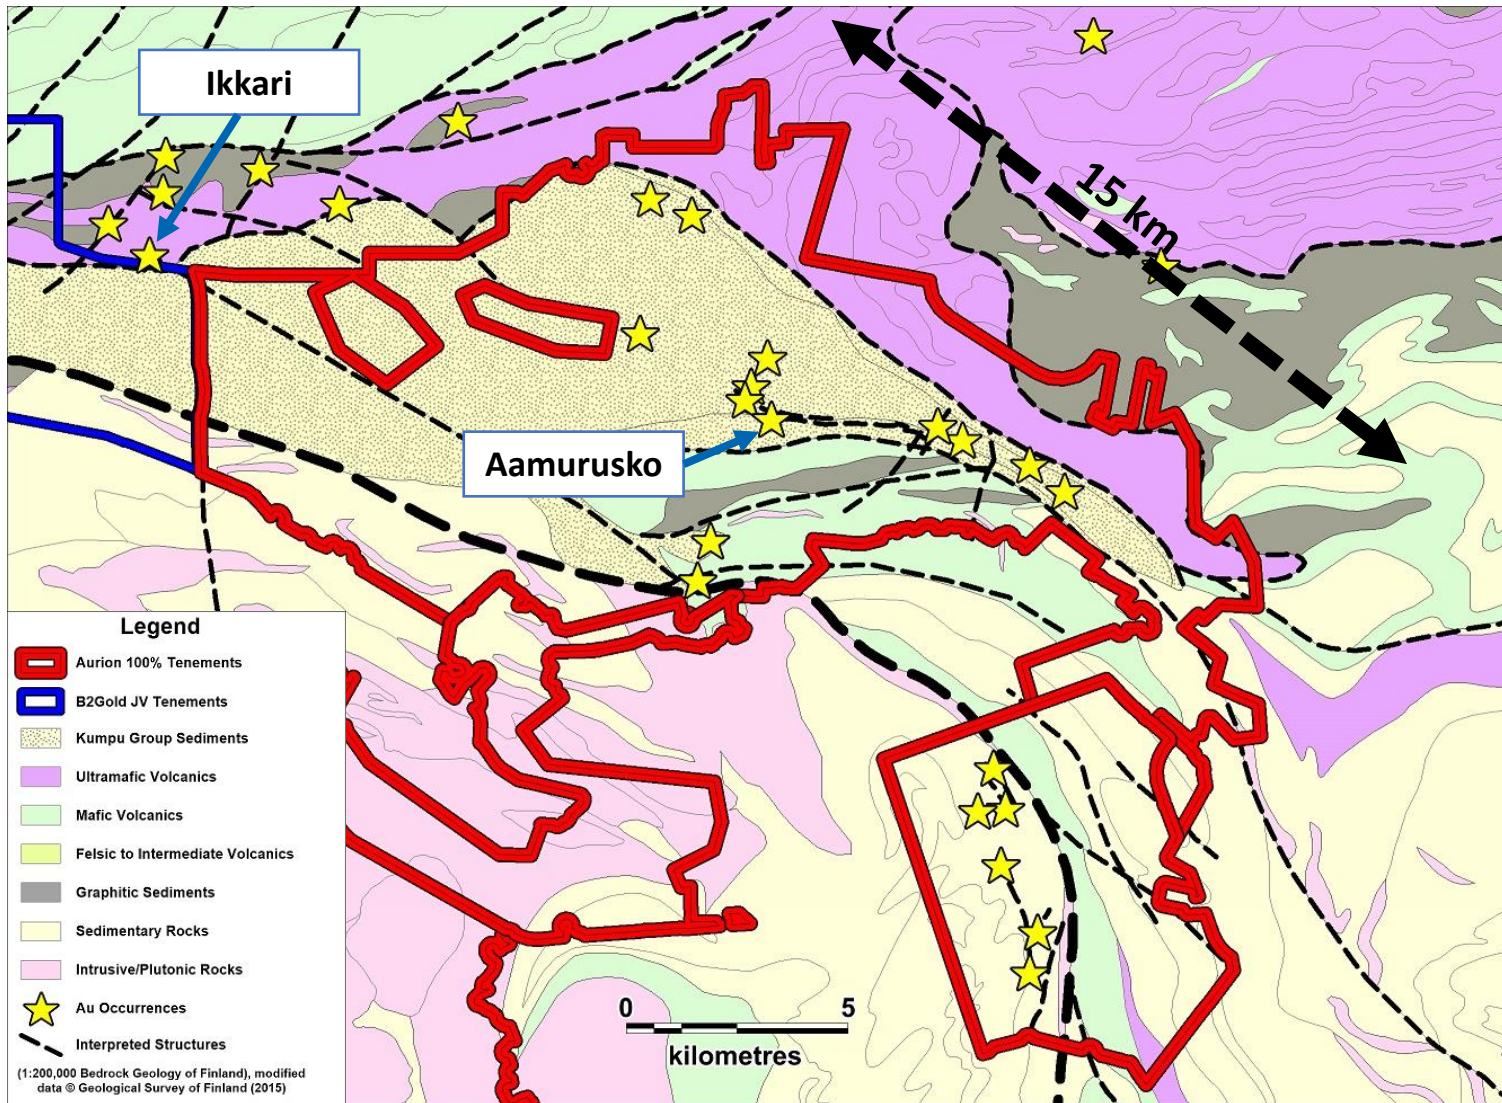 Ikkari
15 km
Aamurusko
Legend
Aurion 100% Tenements
B2Gold JV Tenements
Kumpu Group Sediments
Ultramafic Volcanics
Mafic Volcanics
Felsic to Intermediate Volcanics
Graphitic Sediments
Sedimentary Rocks
Intrusive/Plutonic Rocks
Au Occurrences
Interpreted Structures
(1:200,000 Bedrock Geology of Finland), modified
data © Geological Survey of Finland (2015)
0 5
kilometres